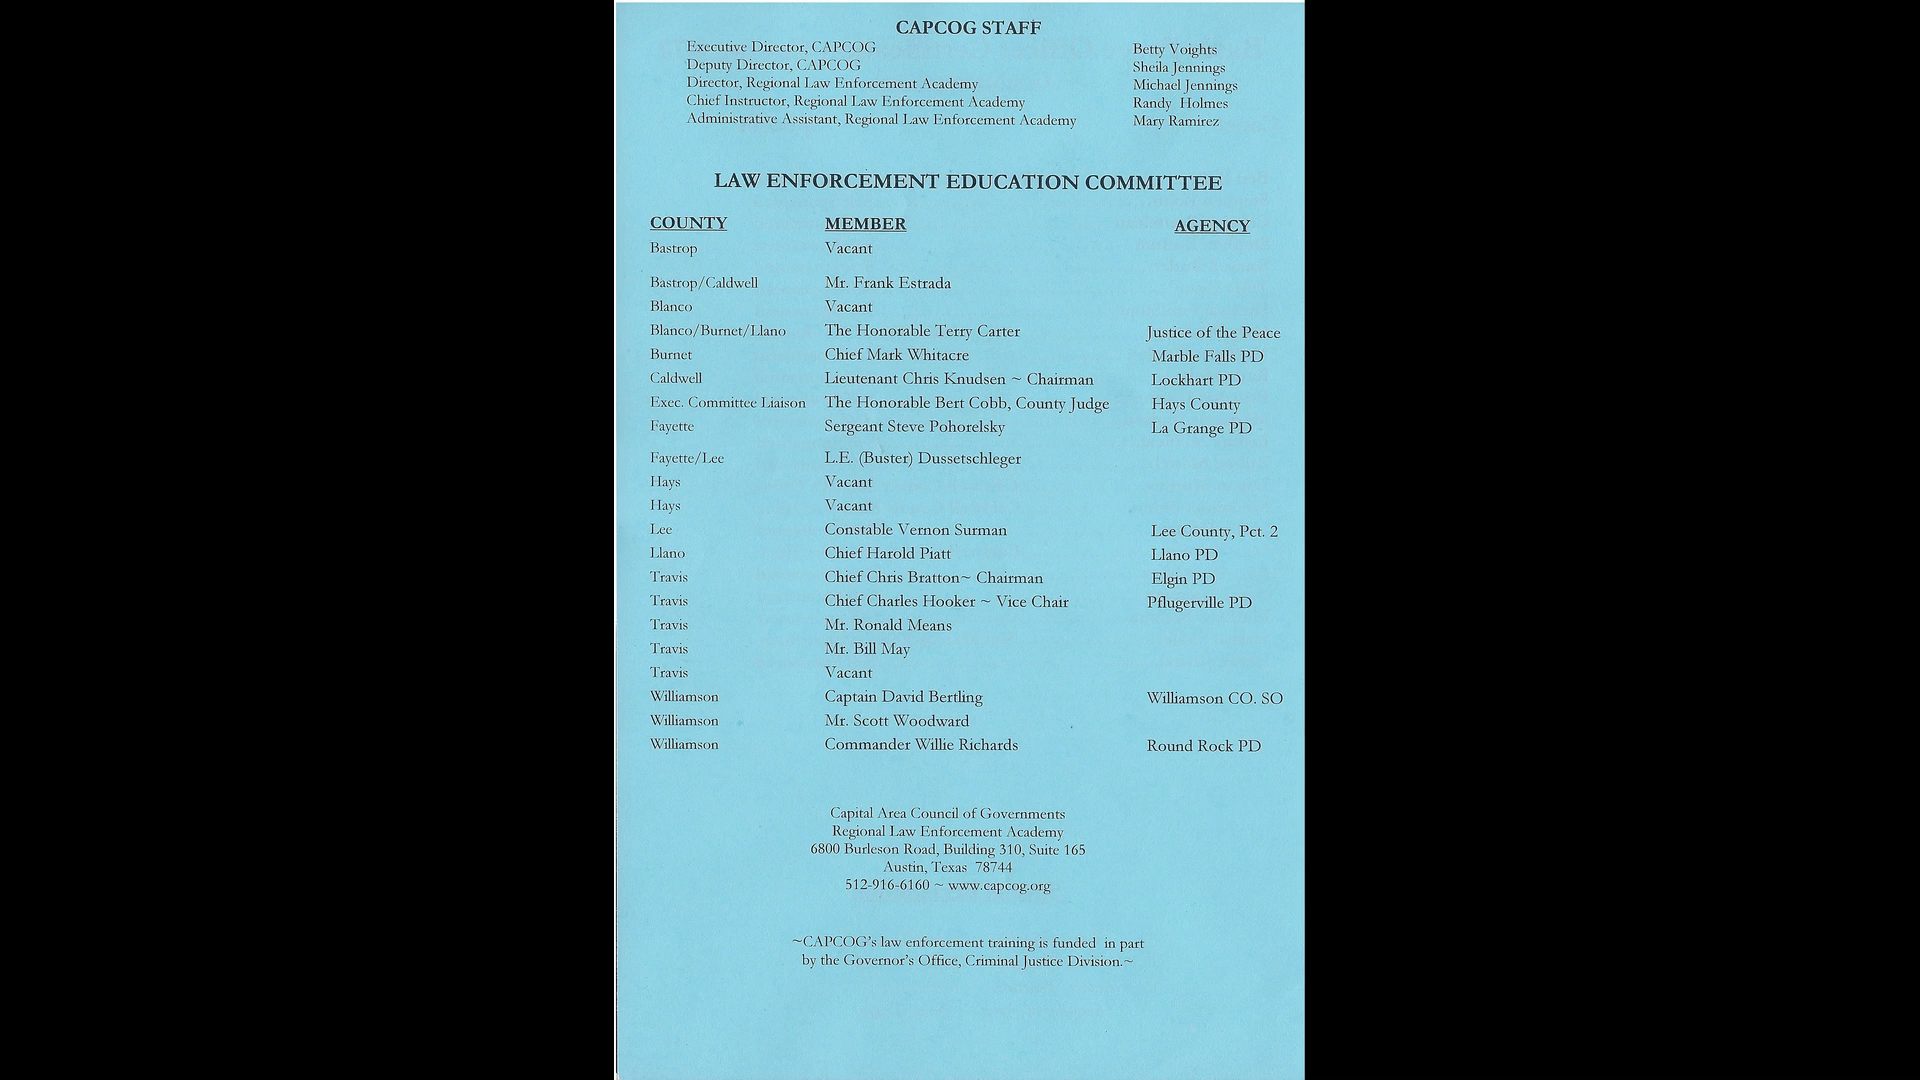 CAPCOG STAFF
Executive Director, CAPCOG Betty Voights
Deputy Director, CAPCOG Sheila Jennings
Director, Regional Law Enforcement Academy Michael Jennings
Chief Instructor, Regional Law Enforcement Academy Randy Holmes
Administrative Assistant, Regional Law Enforcement Academy Mary Ramirez
LAW ENFORCEMENT EDUCATION COMMITTEE
COUNTY MEMBER AGENCY
Bastrop Vacant
Bastrop/Caldwell Mr. Frank Estrada
Blanco Vacant
Blanco/Burnet/Llano The Honorable Terry Carter Justice of the Peace
Burnet Chief Mark Whitacre Marble Falls PD
Caldwell Lieutenant Chris Knudsen ~ Chairman Lockhart PD
Exec. Committee Liaison The Honorable Bert Cobb, County Judge Hays County
Fayette Sergeant Steve Pohorelsky La Grange PD
Fayette/Lee L.E. (Buster) Dussetschleger
Hays Vacant
Hays Vacant
Lee Constable Vernon Surman Lee County, Pct. 2
Llano Chief Harold Piatt Llano PD
Travis Chief Chris Bratton~ Chairman Elgin PD
Travis Chief Charles Hooker ~ Vice Chair Pflugerville PD
Travis Mr. Ronald Means
Travis Mr. Bill May
Travis Vacant
Williamson Captain David Bertling Williamson CO. SO
Williamson Mr. Scott Woodward
Williamson Commander Willie Richards Round Rock PD
Capital Area Council of Governments
Regional Law Enforcement Academy
6800 Burleson Road, Building 310, Suite 165
Austin, Texas 78744
512-916-6160 ~ www.capcog.org
~CAPCOG's law enforcement training is funded in part
by the Governor's Office, Criminal Justice Division.~